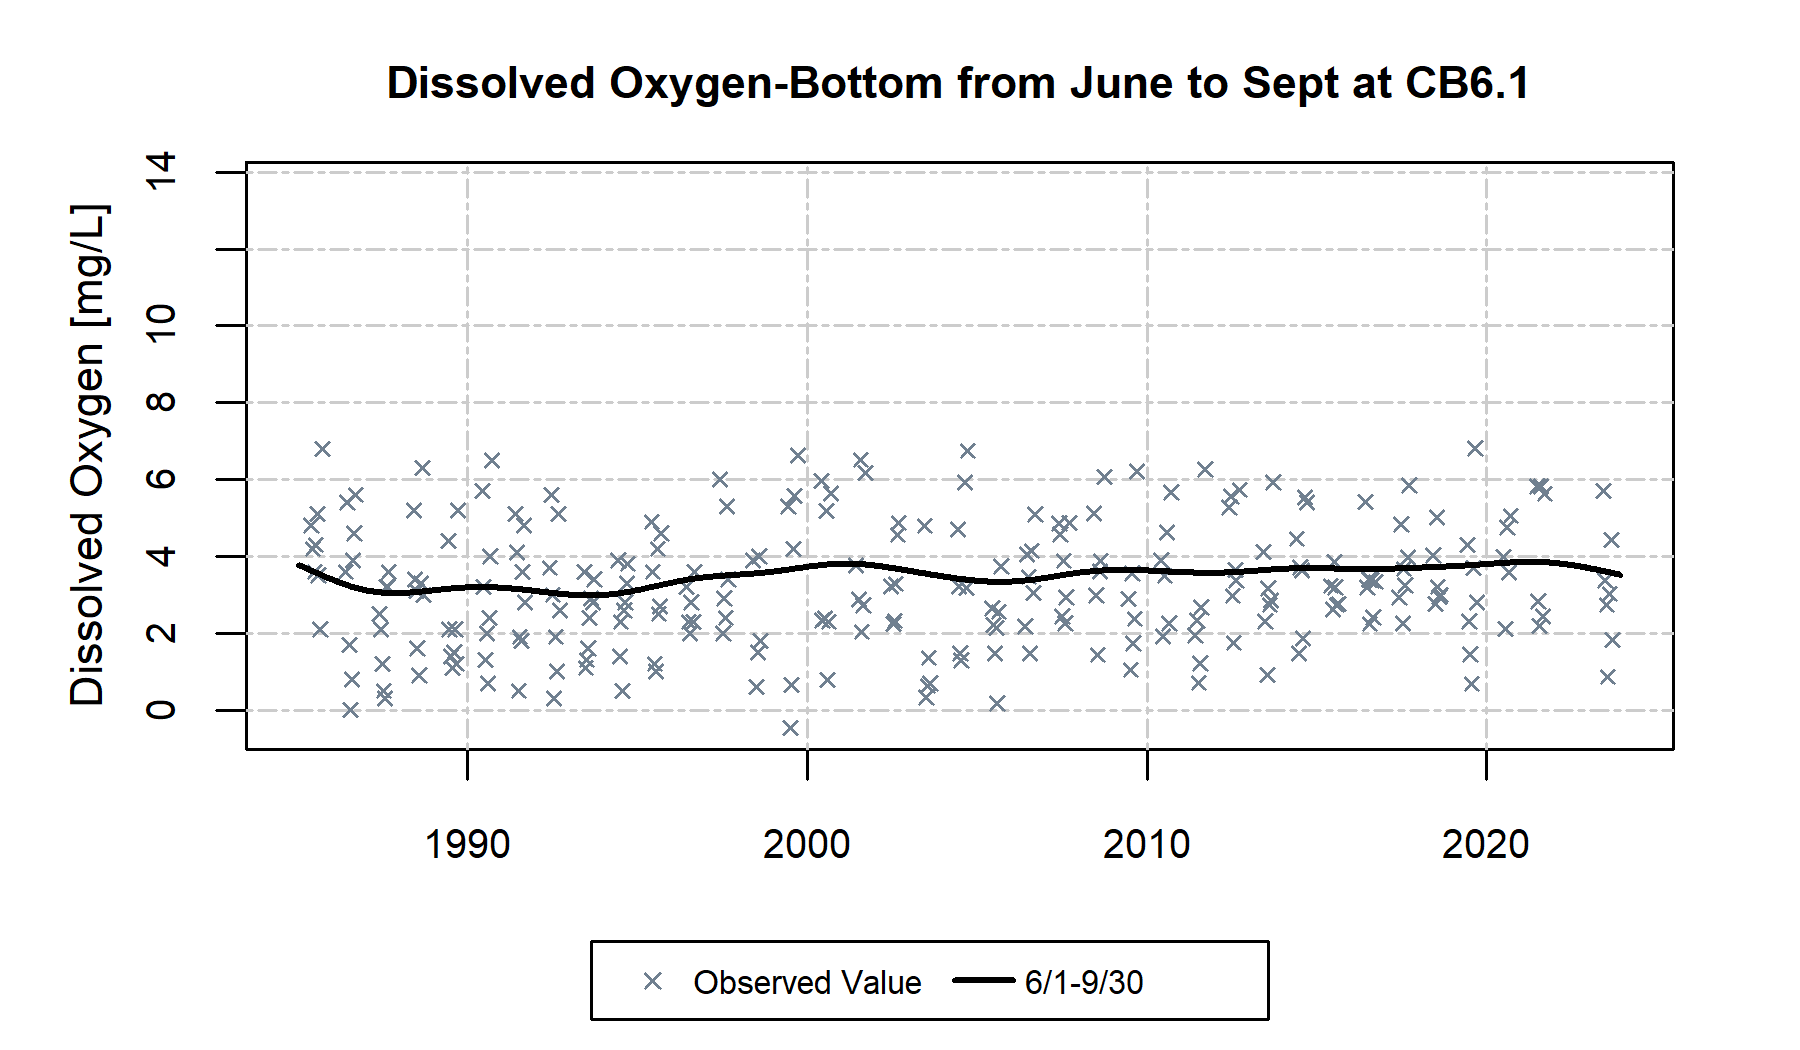 Dissolved Oxygen-Bottom from June to Sept at CB6.1
Dissolved Oxygen [mg/L]
14
10
8
6
4
2
0
1990 2000 2010 2020
Observed Value 6/1-9/30